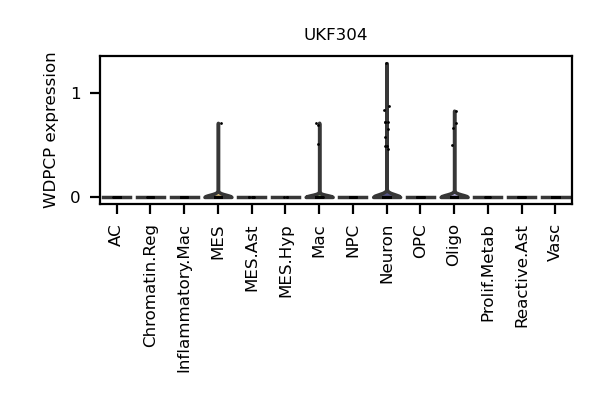 UKF304
WDPCP expression
1
0
AC
Chromatin.Reg
Inflammatory.Mac
MES
MES.Ast
MES.Hyp
Mac
NPC
Neuron
OPC
Oligo
Prolif.Metab
Reactive.Ast
Vasc